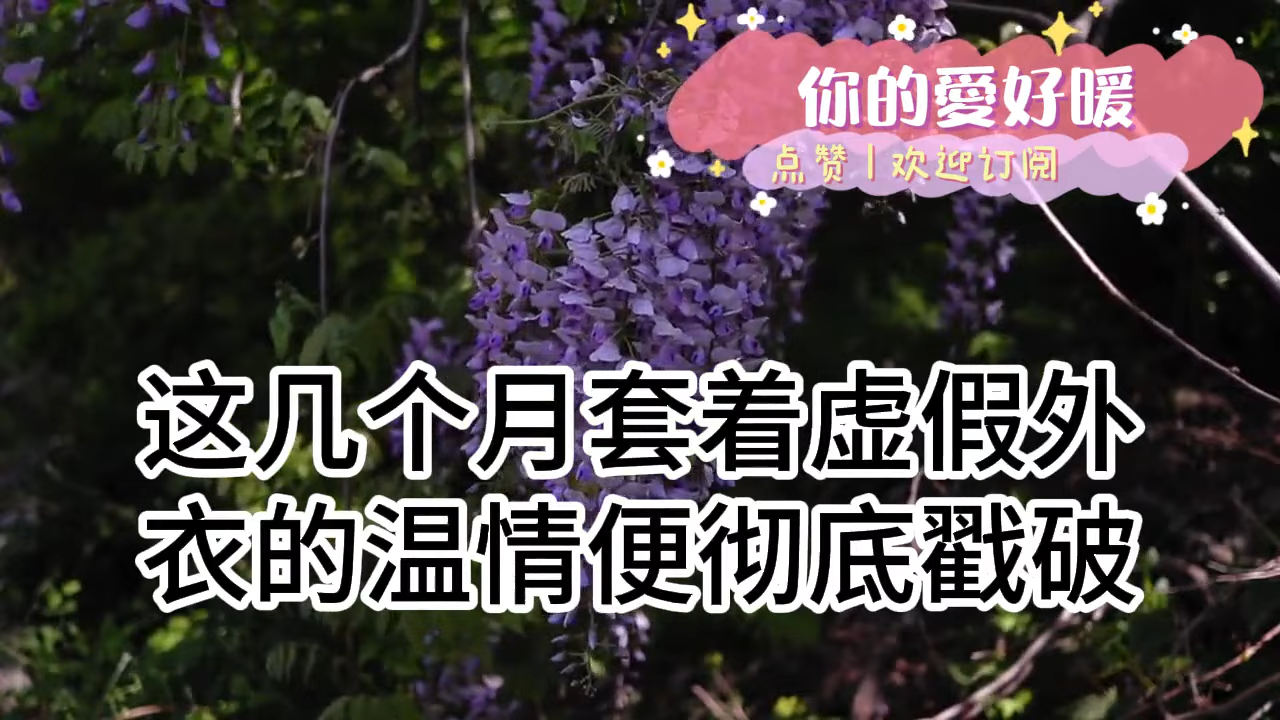 你的愛好暖
点赞 | 欢迎订阅
这几个月套着虚假外
衣的温情便彻底戳破